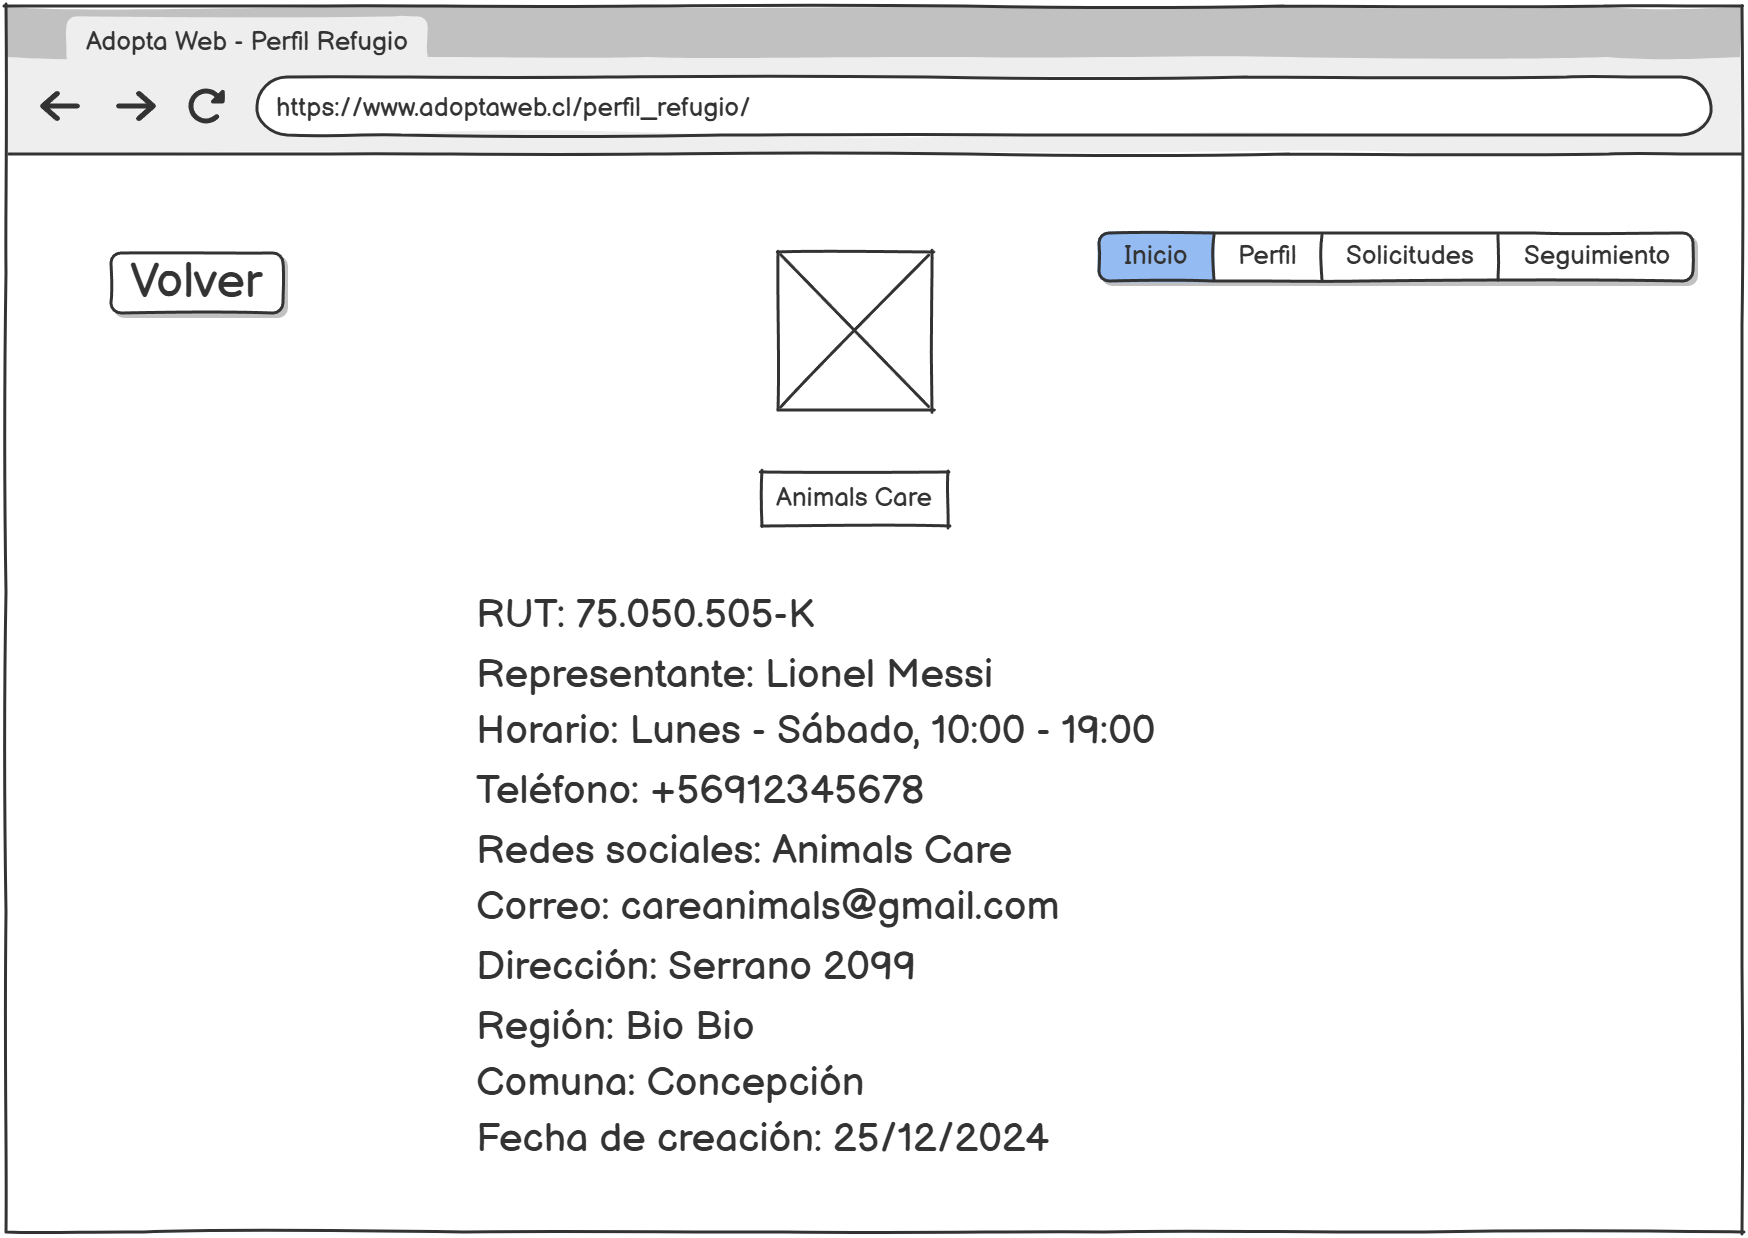 Adopta Web - Perfil Refugio
https://www.adoptaweb.cl/perfil_refugio/
Volver
Inicio Perfil Solicitudes Seguimiento
Animals Care
RUT: 75.050.505-K
Representante: Lionel Messi
Horario: Lunes - Sábado, 10:00 - 19:00
Teléfono: +56912345678
Redes sociales: Animals Care
Correo: careanimals@gmail.com
Dirección: Serrano 2099
Región: Bio Bio
Comuna: Concepción
Fecha de creación: 25/12/2024